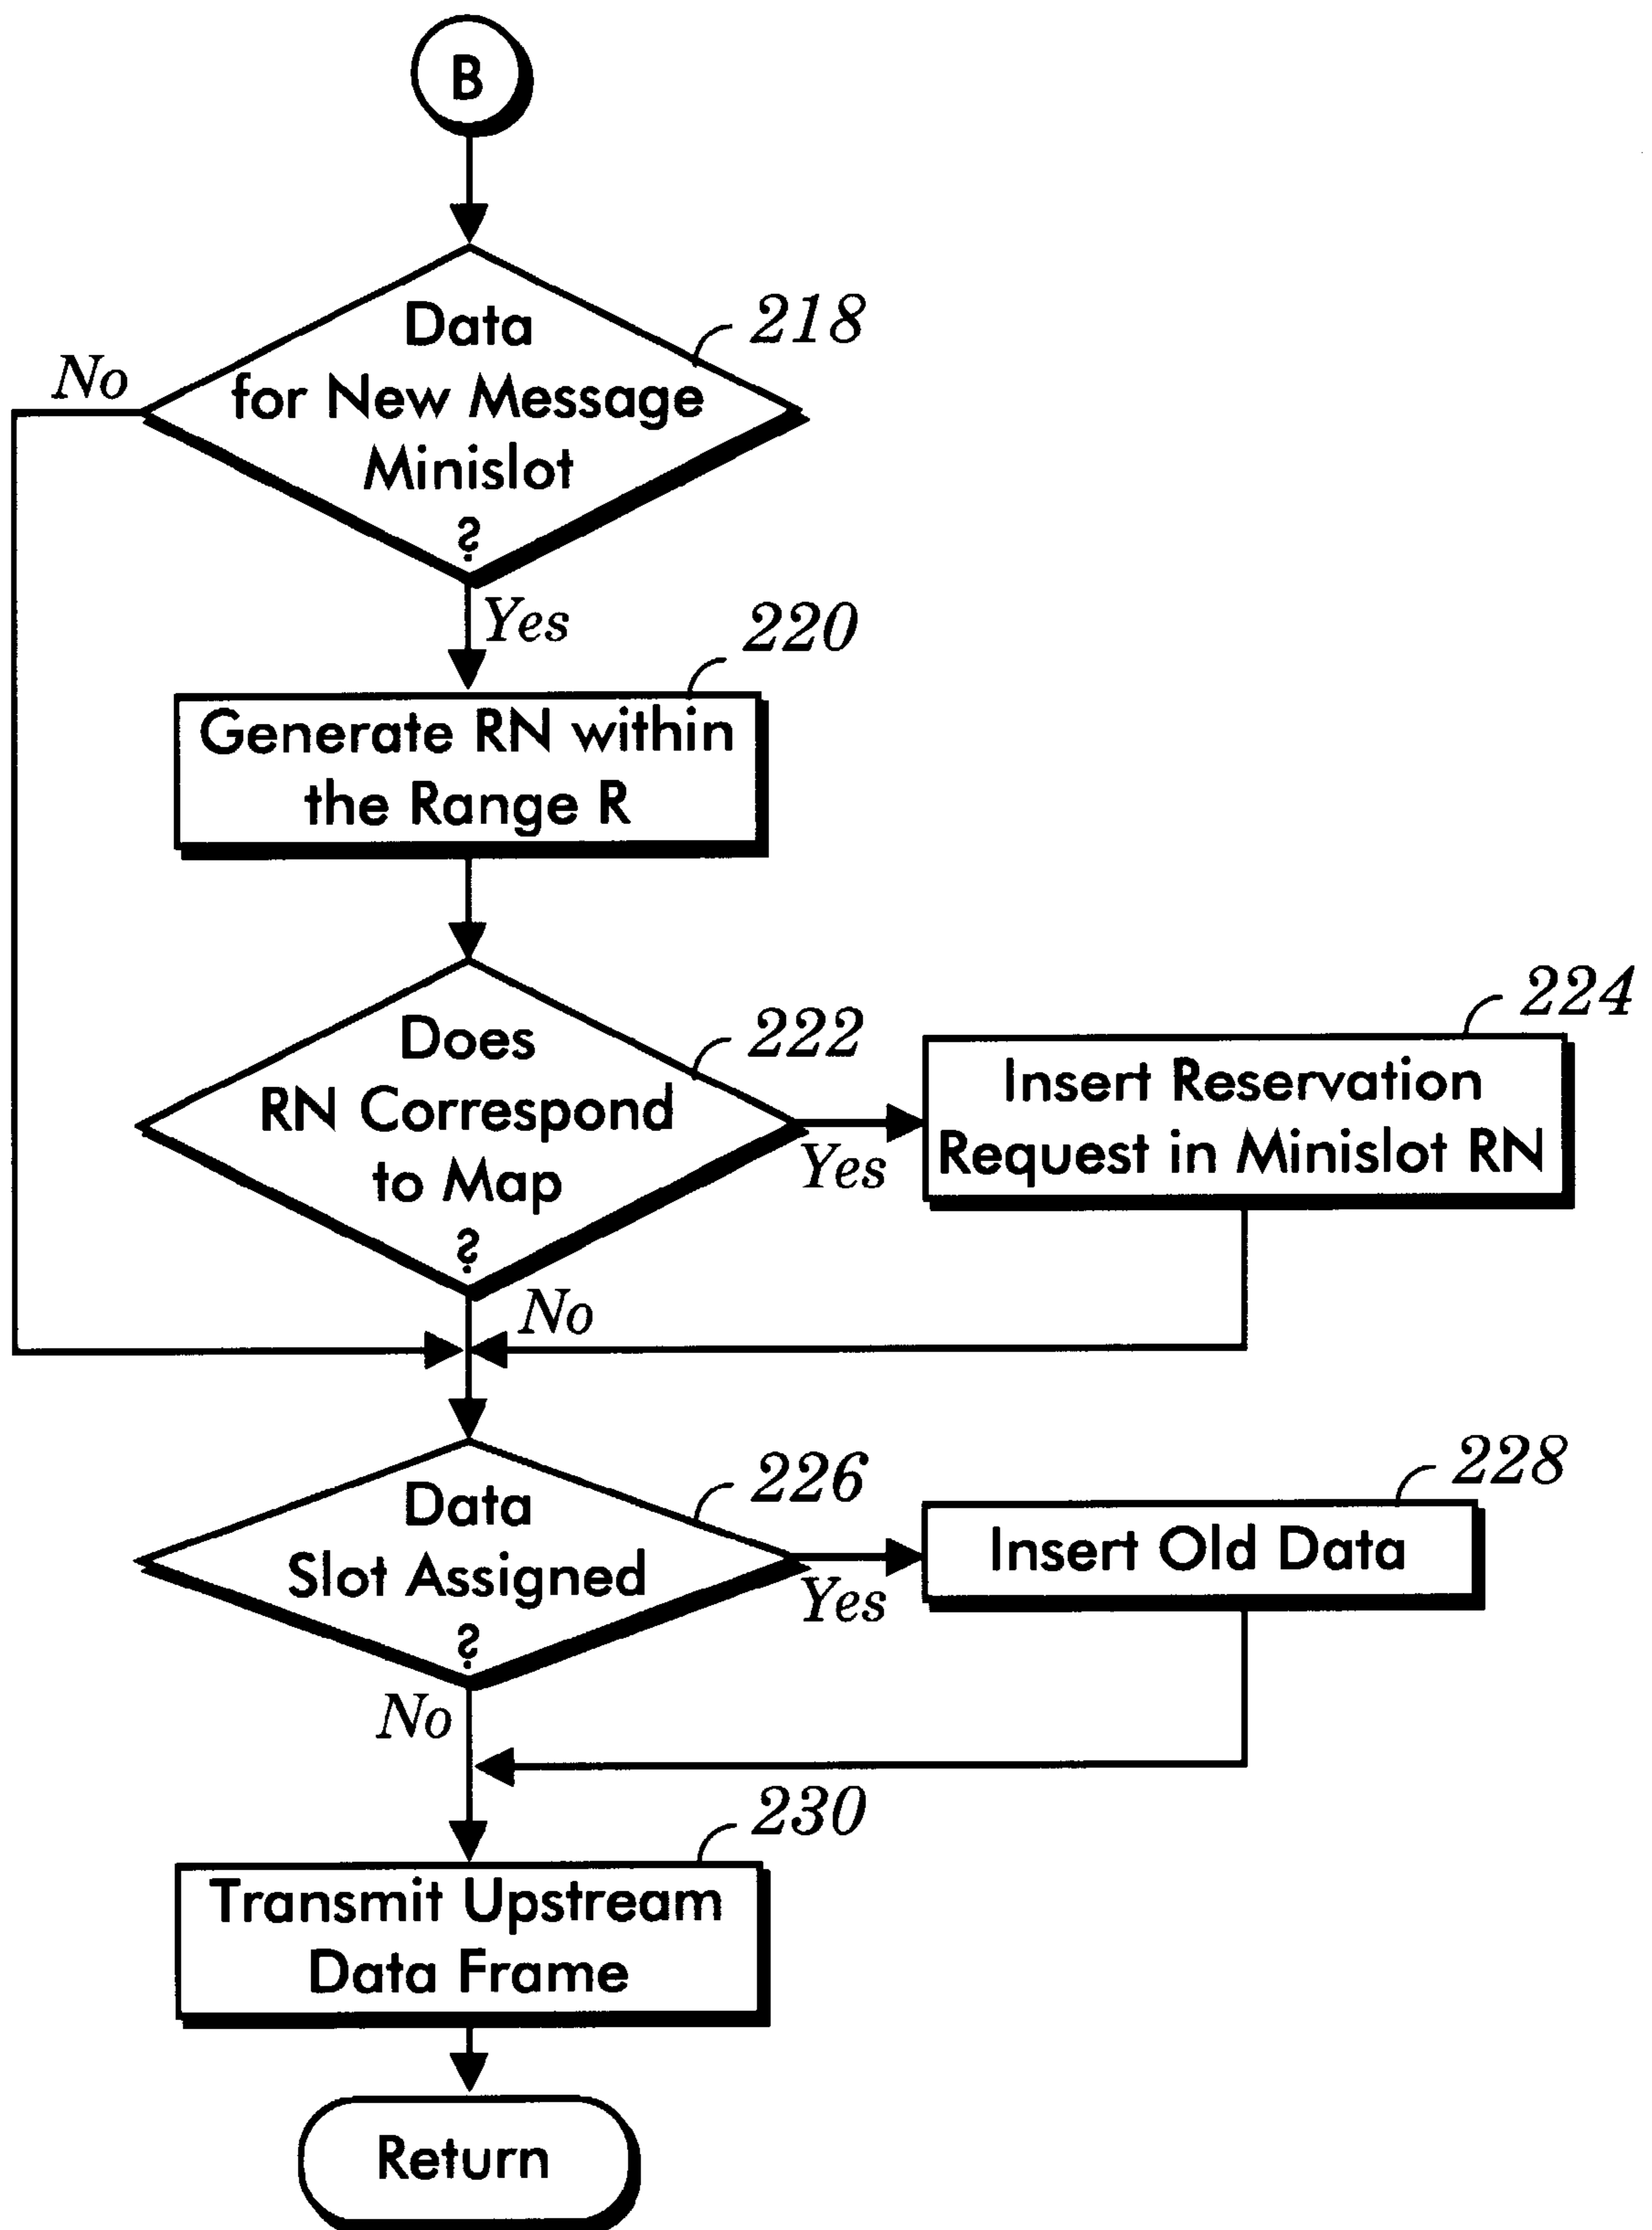 B
Data
for New Message
Minislot
?
218
No
Yes
220
Generate RN within
the Range R
Does
RN Correspond
to Map
?
222
Yes
224
Insert Reservation
Request in Minislot RN
No
Data
Slot Assigned
?
226
Yes
228
Insert Old Data
No
230
Transmit Upstream
Data Frame
Return